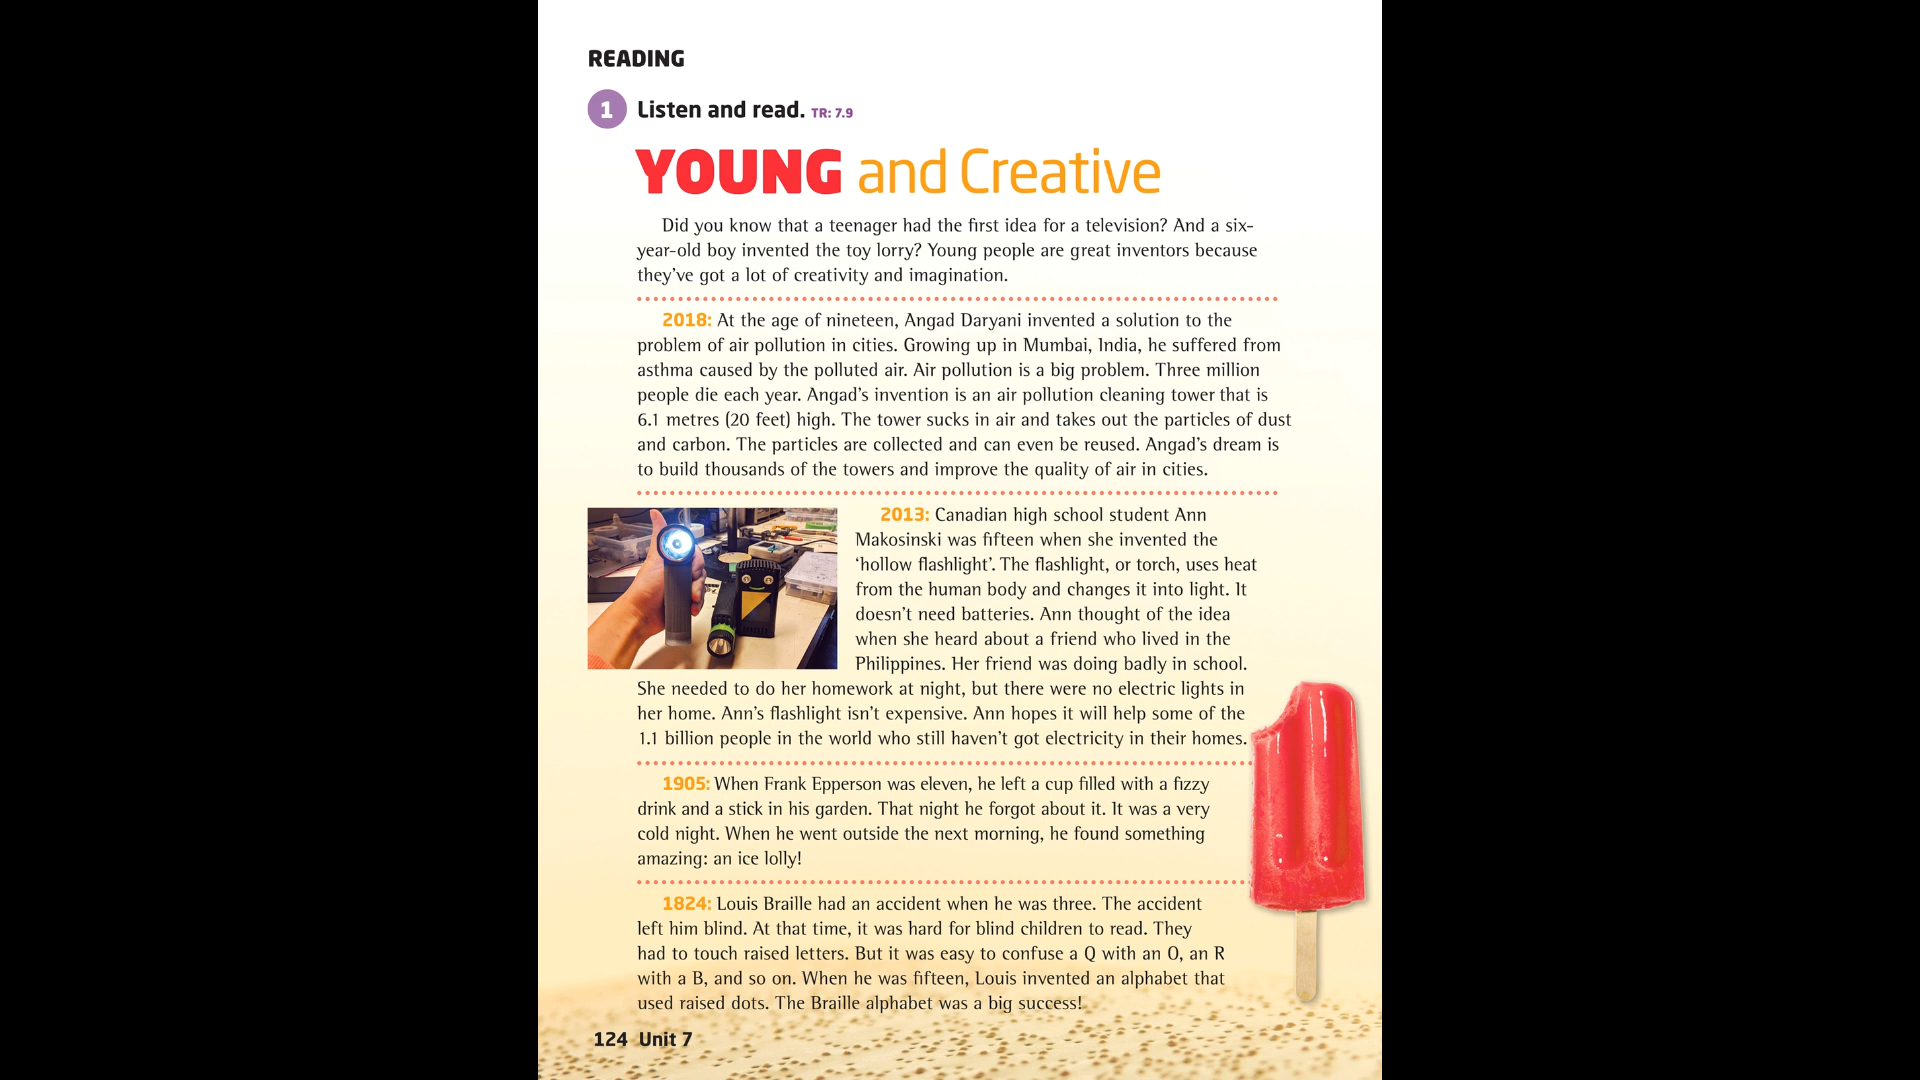 READING
1 Listen and read. TR: 7.9
YOUNG and Creative
Did you know that a teenager had the first idea for a television? And a six-
year-old boy invented the toy lorry? Young people are great inventors because
they've got a lot of creativity and imagination.
2018: At the age of nineteen, Angad Daryani invented a solution to the
problem of air pollution in cities. Growing up in Mumbai, India, he suffered from
asthma caused by the polluted air. Air pollution is a big problem. Three million
people die each year. Angad's invention is an air pollution cleaning tower that is
6.1 metres (20 feet) high. The tower sucks in air and takes out the particles of dust
and carbon. The particles are collected and can even be reused. Angad's dream is
to build thousands of the towers and improve the quality of air in cities.
2013: Canadian high school student Ann
Makosinski was fifteen when she invented the
‘hollow flashlight’. The flashlight, or torch, uses heat
from the human body and changes it into light. It
doesn't need batteries. Ann thought of the idea
when she heard about a friend who lived in the
Philippines. Her friend was doing badly in school.
She needed to do her homework at night, but there were no electric lights in
her home. Ann's flashlight isn't expensive. Ann hopes it will help some of the
1.1 billion people in the world who still haven't got electricity in their homes.
1905: When Frank Epperson was eleven, he left a cup filled with a fizzy
drink and a stick in his garden. That night he forgot about it. It was a very
cold night. When he went outside the next morning, he found something
amazing: an ice lolly!
1824: Louis Braille had an accident when he was three. The accident
left him blind. At that time, it was hard for blind children to read. They
had to touch raised letters. But it was easy to confuse a Q with an O, an R
with a B, and so on. When he was fifteen, Louis invented an alphabet that
used raised dots. The Braille alphabet was a big success!
124 Unit 7